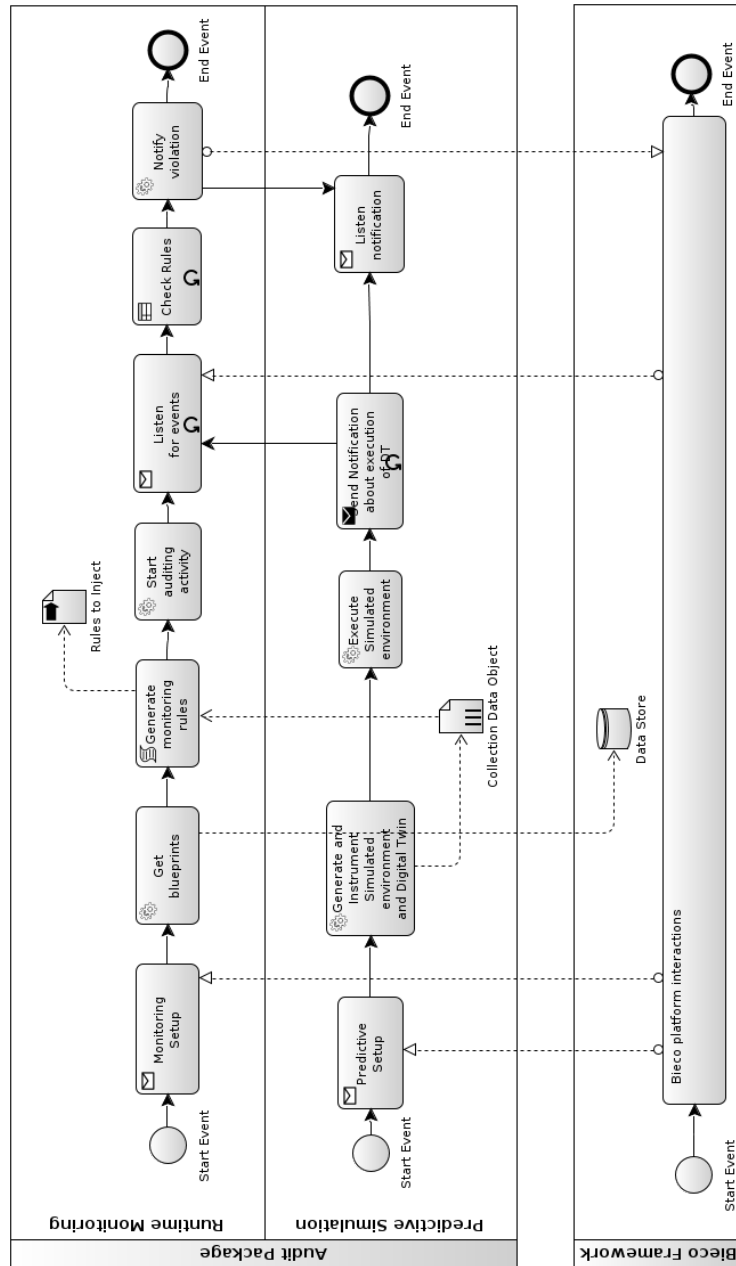 Audit Package
Runtime Monitoring
Start Event
Monitoring
Setup
Get
blueprints
Generate
monitoring
rules
Rules to Inject
Start
auditing
activity
Listen
for events
Check Rules
Notify
violation
End Event
Predictive Simulation
Start Event
Predictive
Setup
Generate and
Instrument
Simulated
environment
and Digital Twin
Collection Data Object
Execute
Simulated
environment
Send Notification
about execution
of DT
Listen
notification
End Event
Bieco Framework
Start Event
Bieco platform interactions
Data Store
End Event